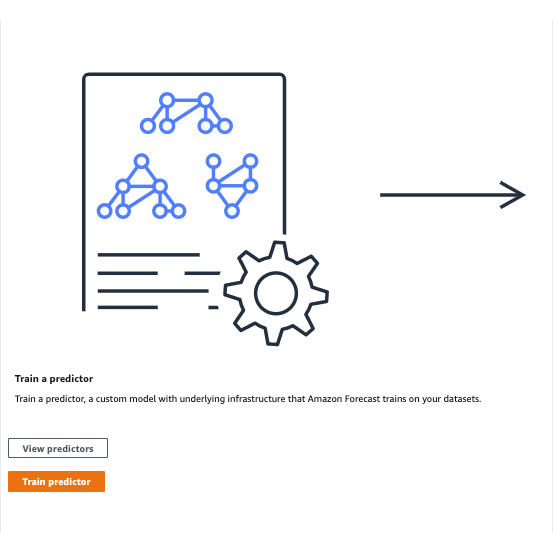 Train a predictor
Train a predictor, a custom model with underlying infrastructure that Amazon Forecast trains on your datasets.
View predictors
Train predictor